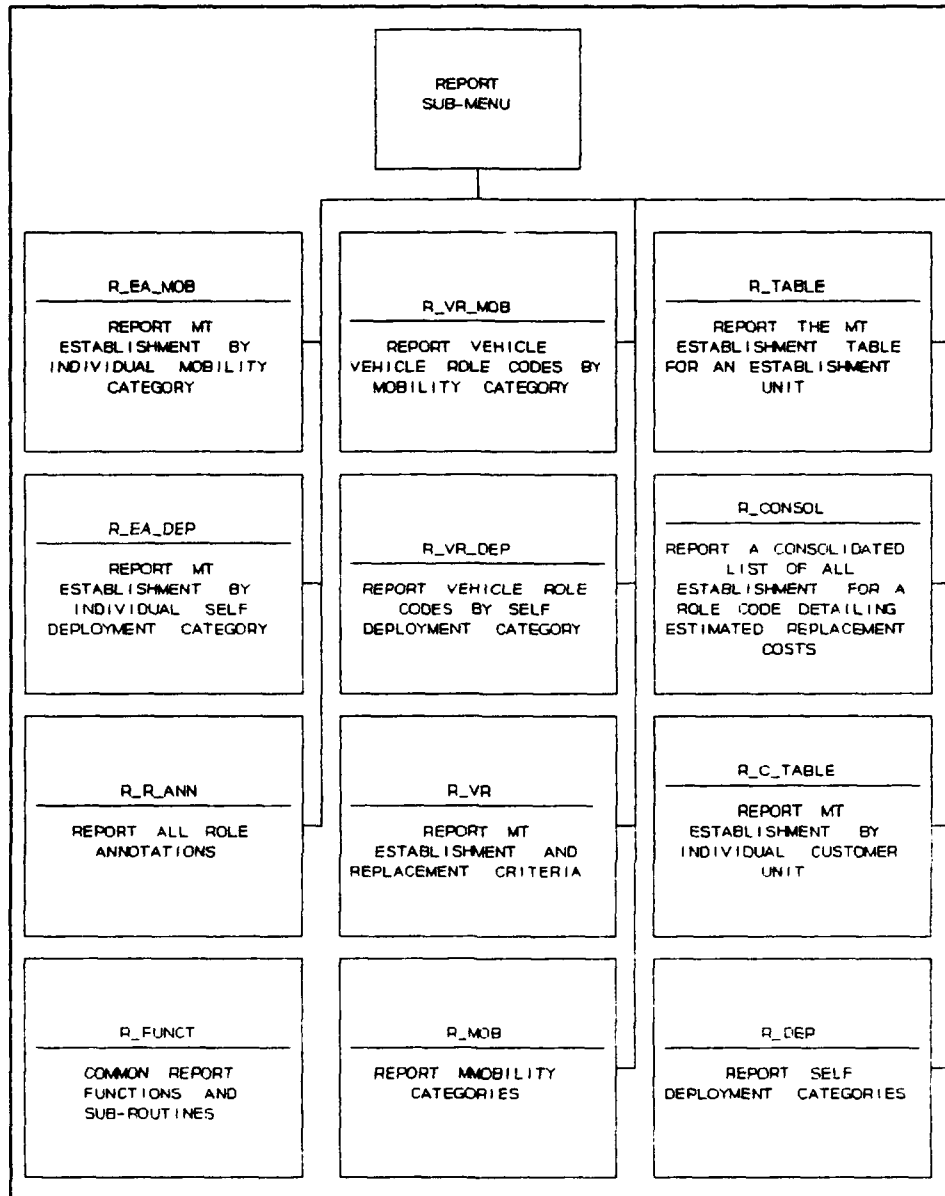 REPORT
SUB-MENU
R_EA_MOB
REPORT MT
ESTABLISHMENT BY
INDIVIDUAL MOBILITY
CATEGORY
R_VR_MOB
REPORT VEHICLE
VEHICLE ROLE CODES BY
MOBILITY CATEGORY
R_TABLE
REPORT THE MT
ESTABLISHMENT TABLE
FOR AN ESTABLISHMENT
UNIT
R_EA_DEP
REPORT MT
ESTABLISHMENT BY
INDIVIDUAL SELF
DEPLOYMENT CATEGORY
R_VR_DEP
REPORT VEHICLE ROLE
CODES BY SELF
DEPLOYMENT CATEGORY
R_CONSOL
REPORT A CONSOLIDATED
LIST OF ALL
ESTABLISHMENT FOR A
ROLE CODE DETAILING
ESTIMATED REPLACEMENT
COSTS
R_R_ANN
REPORT ALL ROLE
ANNOTATIONS
R_VR
REPORT MT
ESTABLISHMENT AND
REPLACEMENT CRITERIA
R_C_TABLE
REPORT MT
ESTABLISHMENT BY
INDIVIDUAL CUSTOMER
UNIT
R_FUNCT
COMMON REPORT
FUNCTIONS AND
SUB-ROUTINES
R_MOB
REPORT MMOBILITY
CATEGORIES
R_DEP
REPORT SELF
DEPLOYMENT CATEGORIES